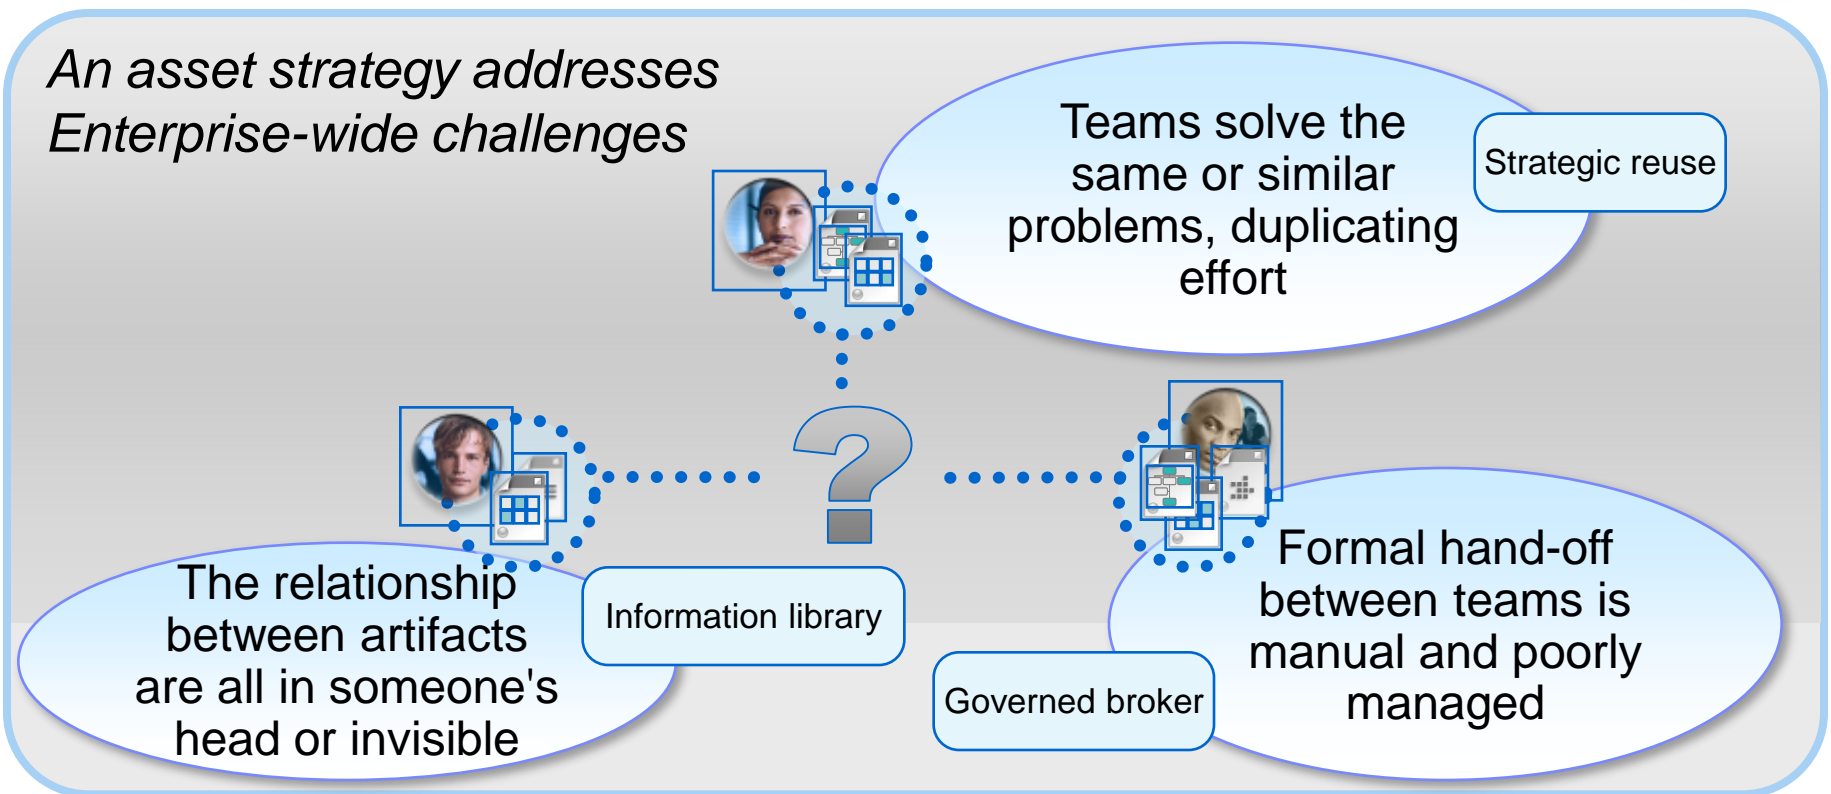 An asset strategy addresses
Enterprise-wide challenges
Teams solve the
same or similar
problems, duplicating
effort
Strategic reuse
?
The relationship
between artifacts
are all in someone's
head or invisible
Information library
Formal hand-off
between teams is
manual and poorly
managed
Governed broker